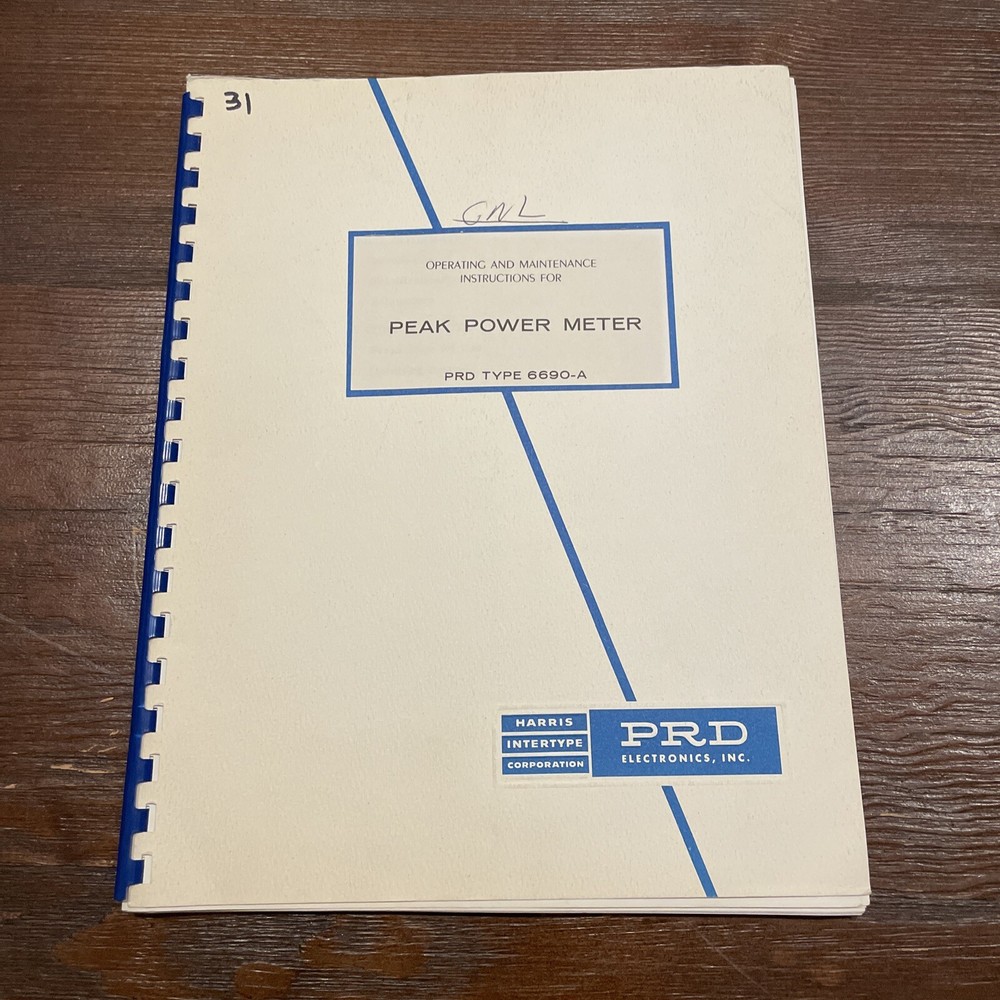 31
GNL
OPERATING AND MAINTENANCE
INSTRUCTIONS FOR
PEAK POWER METER
PRD TYPE 6690-A
HARRIS
INTERTYPE
CORPORATION
PRD
ELECTRONICS, INC.